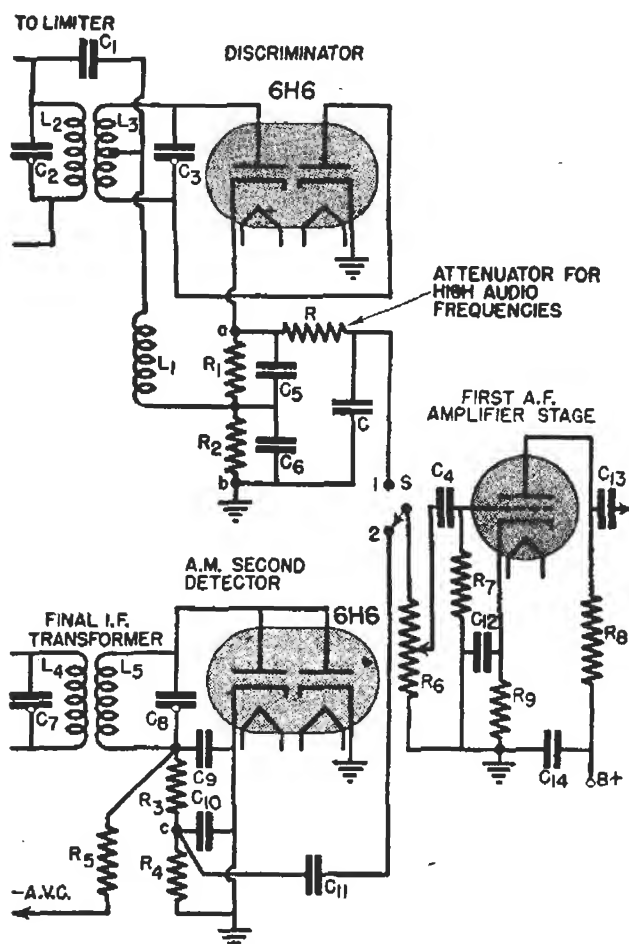 TO LIMITER
C1
DISCRIMINATOR
6H6
L2
L3
C2
C3
ATTENUATOR FOR
HIGH AUDIO
FREQUENCIES
a
R
R1
L1
C5
C
R2
C6
b
FIRST A.F.
AMPLIFIER STAGE
1 S
C4
C13
2
A.M. SECOND
DETECTOR
6H6
R7
FINAL I.F.
TRANSFORMER
C12
R8
L4
L5
R6
C7
C8
R9
C9
R3
C14
B+
C10
c
R5
R4
-A.V.C.
C11